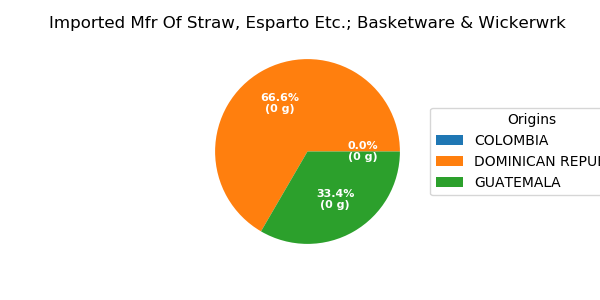 Imported Mfr Of Straw, Esparto Etc.; Basketware & Wickerwrk
66.6%
(0 g)
0.0%
(0 g)
33.4%
(0 g)
Origins
COLOMBIA
DOMINICAN REPU
GUATEMALA